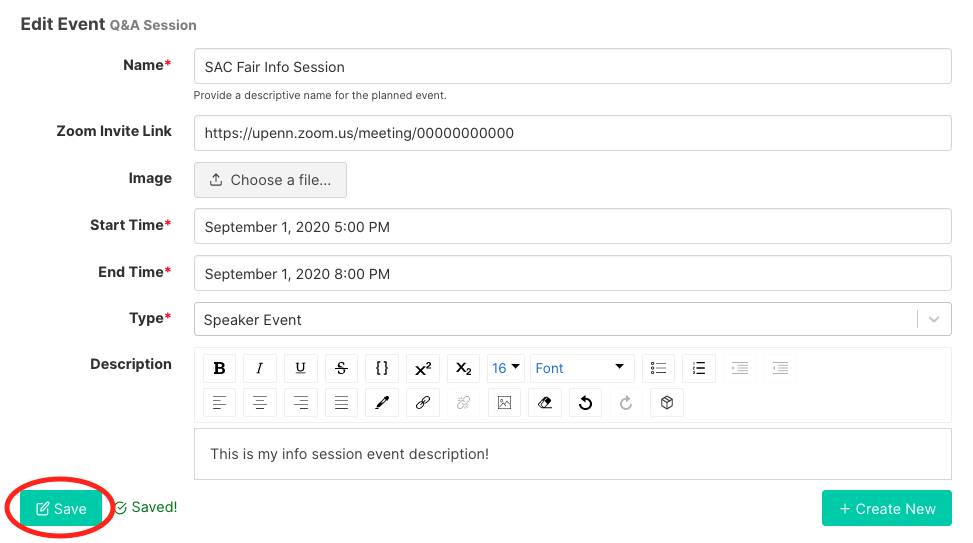 Edit Event Q&A Session
Name*
SAC Fair Info Session
Provide a descriptive name for the planned event.
Zoom Invite Link
https://upenn.zoom.us/meeting/00000000000
Image
Choose a file...
Start Time*
September 1, 2020 5:00 PM
End Time*
September 1, 2020 8:00 PM
Type*
Speaker Event
Description
B I U S {} x² x₂ 16 Font
This is my info session event description!
Save Saved! + Create New